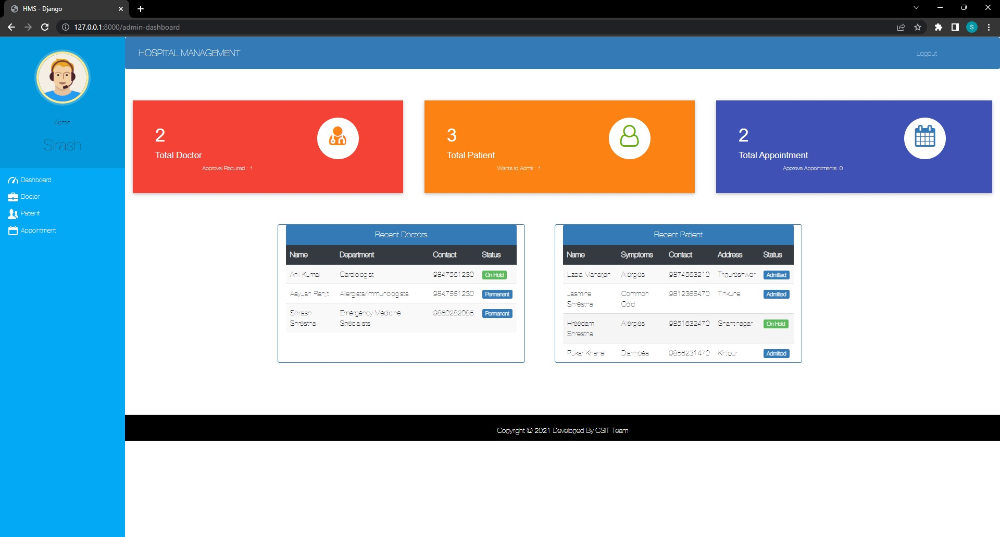 HMS - Django
127.0.0.1:8000/admin-dashboard
S
HOSPITAL MANAGEMENT
Logout
Admin
Sirash
Dashboard
Doctor
Patient
Appointment
2
Total Doctor
Approval Required : 1
3
Total Patient
Wants to Admit : 1
2
Total Appointment
Approve Appointments :0
Recent Doctors
Name Department Contact Status
Anil Kumar Cardiologist 9847561230 On Hold
Aayush Ranjit Allergists/Immunologists 9847561230 Permanent
Shirash Emergency Medicine 9860282085 Permanent
Shrestha Specialists
Recent Patient
Name Symptoms Contact Address Status
Maharjan Allergies 9874563210 Tripureshwor Admitted
Jasmine Common 9812365470 Tinkune Admitted
Shrestha Cold
Hreedam Allergies 9851632470 Shantinagar On Hold
Shrestha
Pukar Khanal Diarrhoea 9856231470 Kirtipur Admitted
Copyright © 2021 Developed By CSIT Team